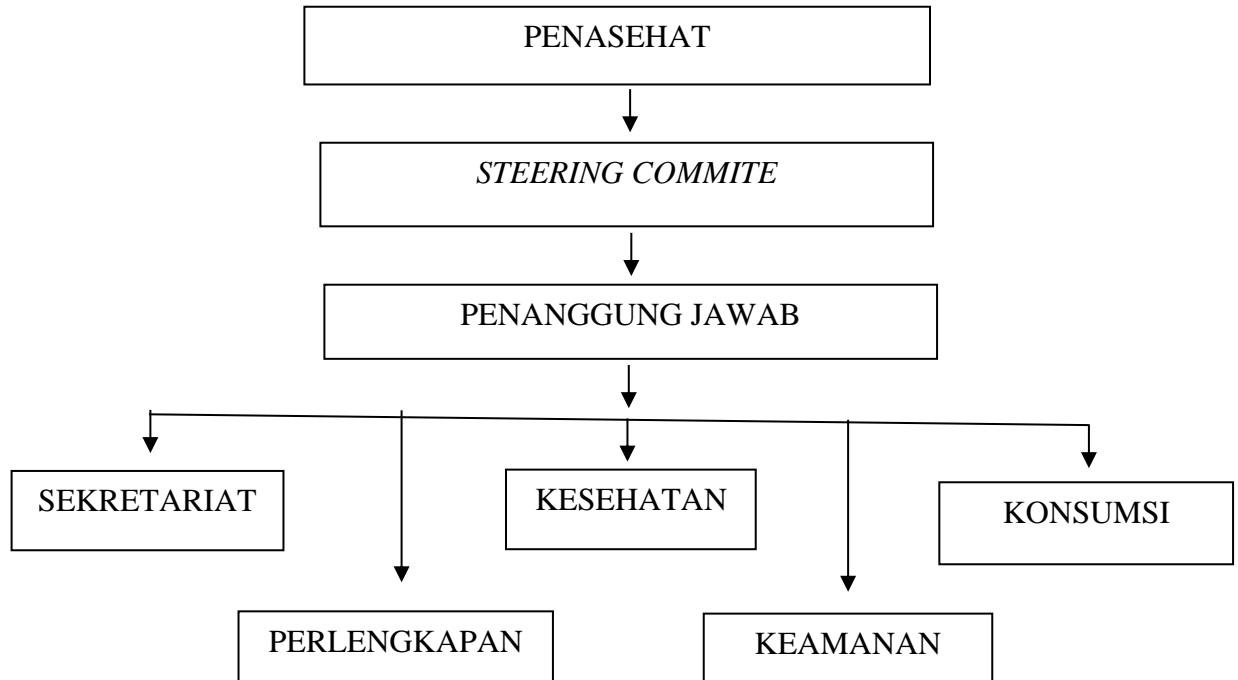 PENASEHAT
STEERING COMMITE
PENANGGUNG JAWAB
SEKRETARIAT
KESEHATAN
KONSUMSI
PERLENGKAPAN
KEAMANAN